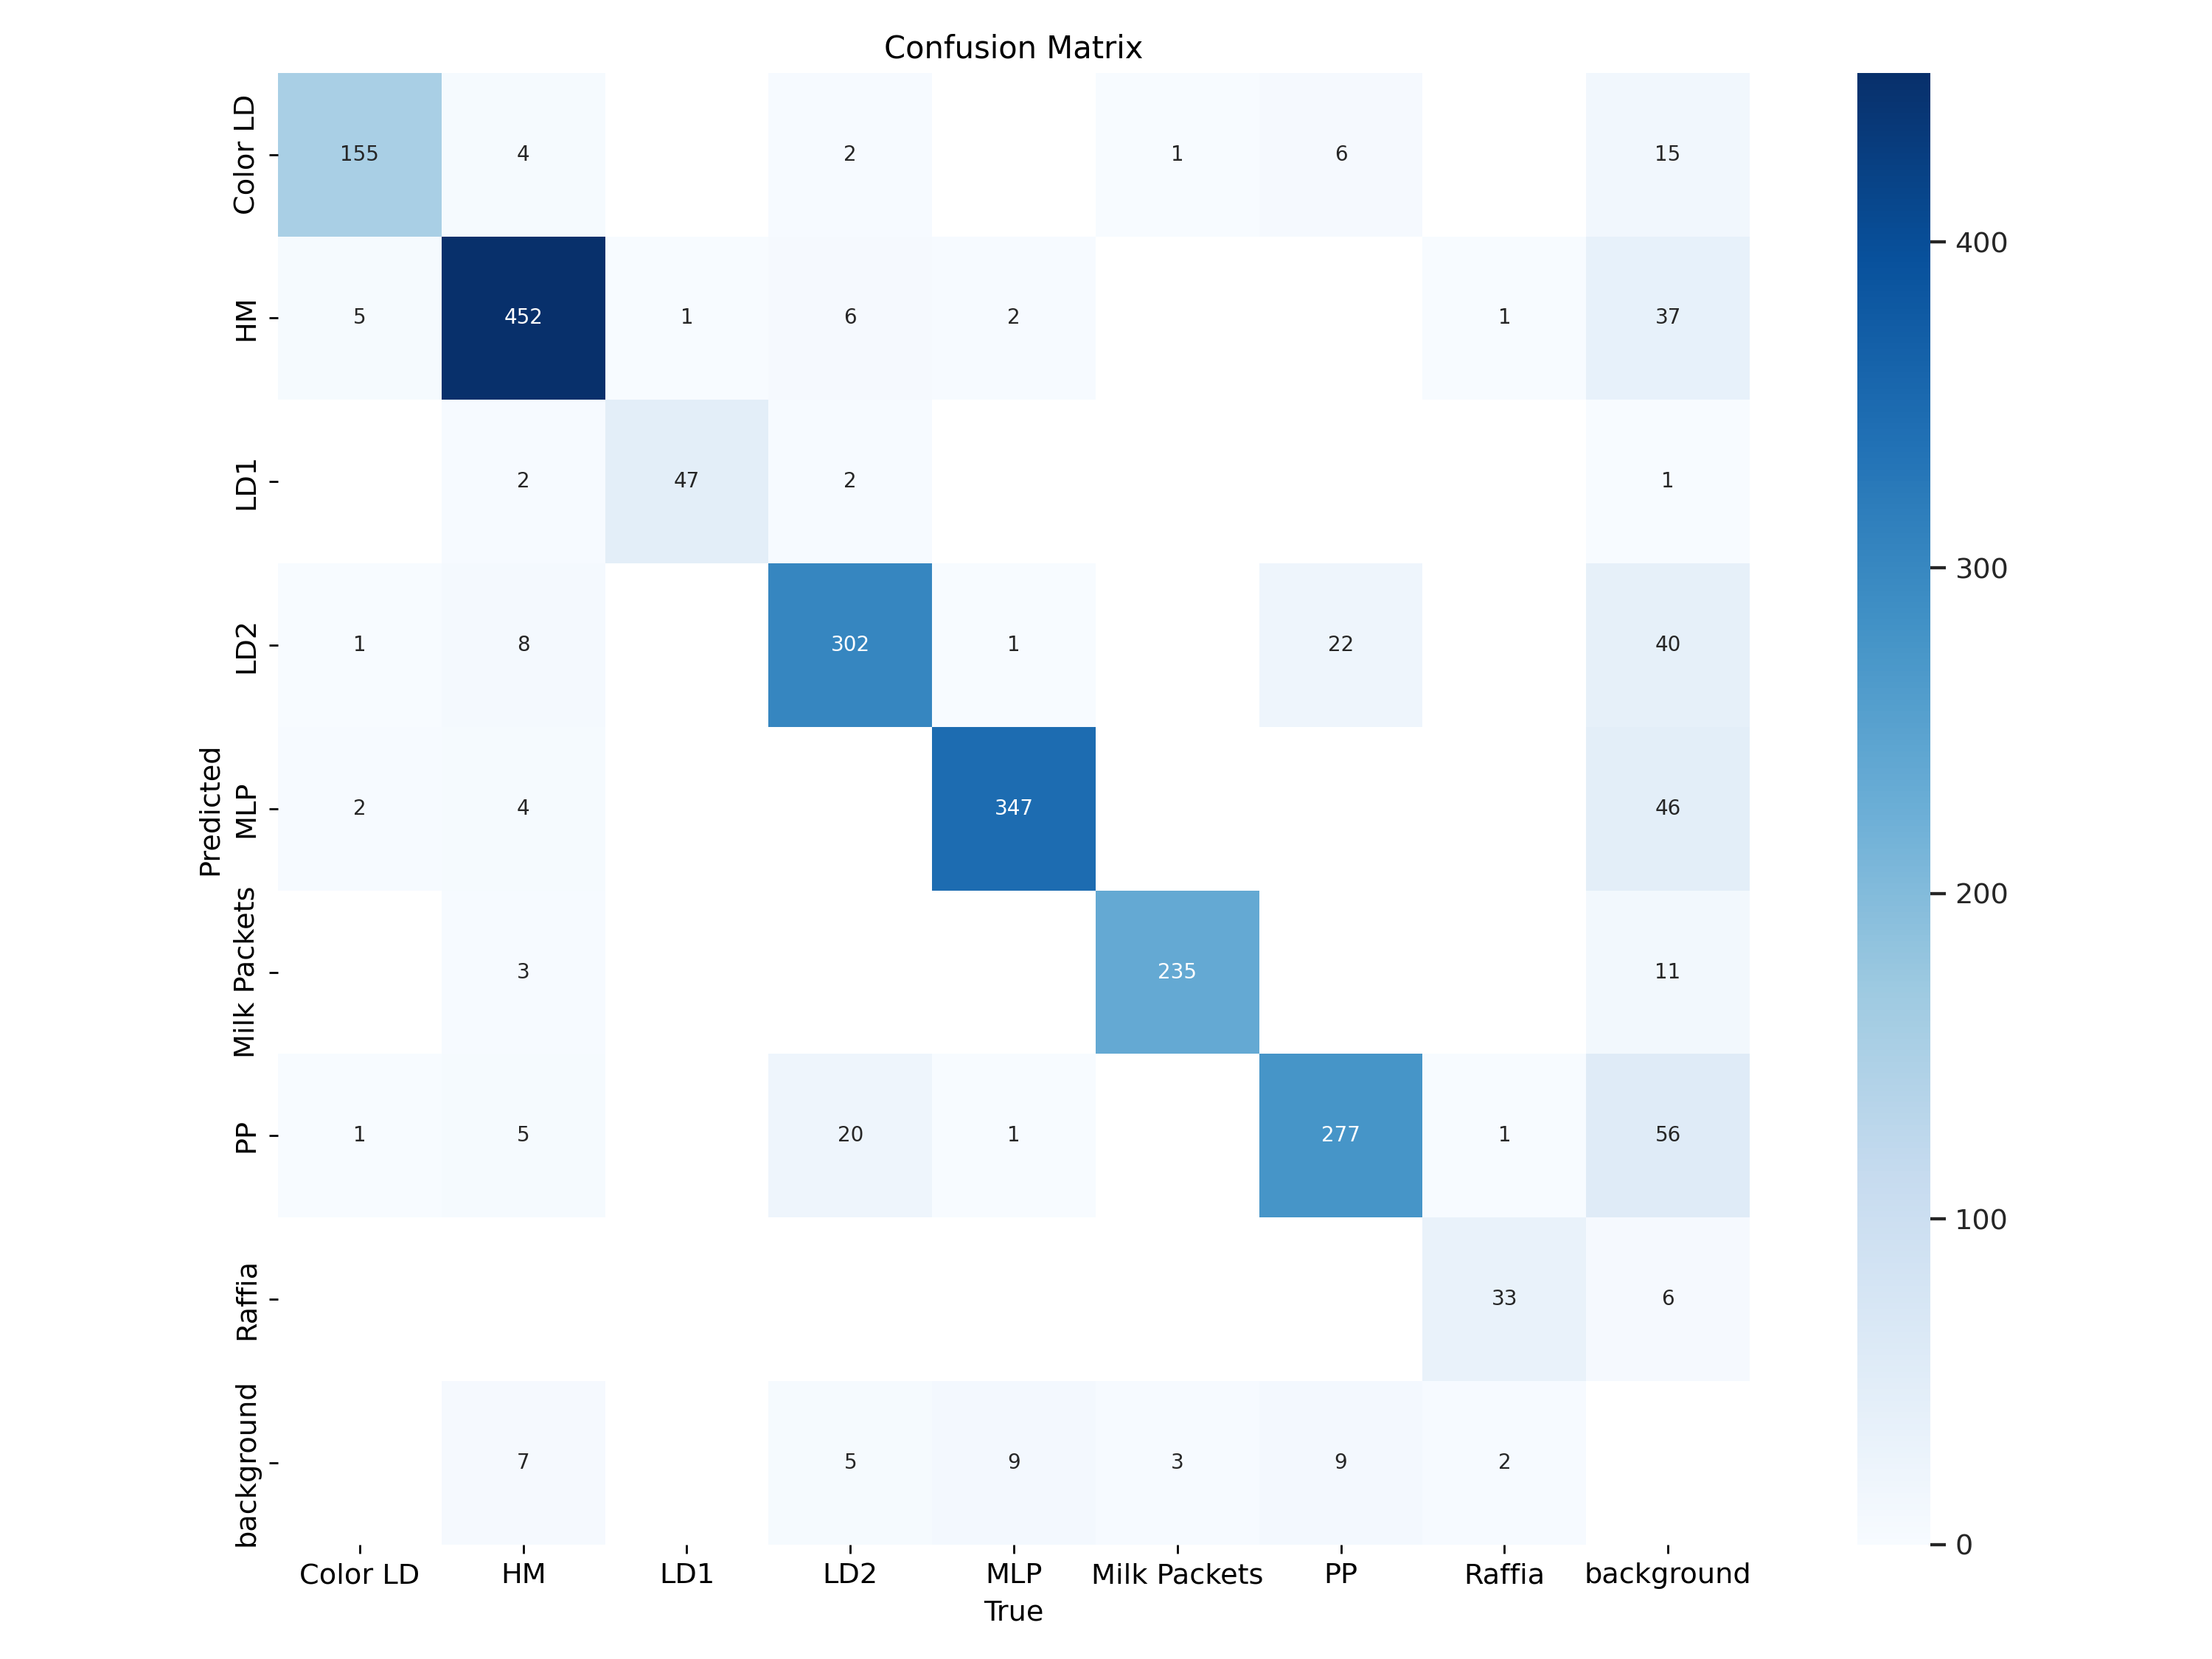 Confusion Matrix
Color LD
155 4 2 1 6 15
HM
5 452 1 6 2 1 37
LD1
2 47 2 1
LD2
1 8 302 1 22 40
MLP
2 4 347 46
Milk Packets
3 235 11
PP
1 5 20 1 277 1 56
Raffia
33 6
background
7 5 9 3 9 2
Predicted
Color LD HM LD1 LD2 MLP Milk Packets PP Raffia background
True
400
300
200
100
0